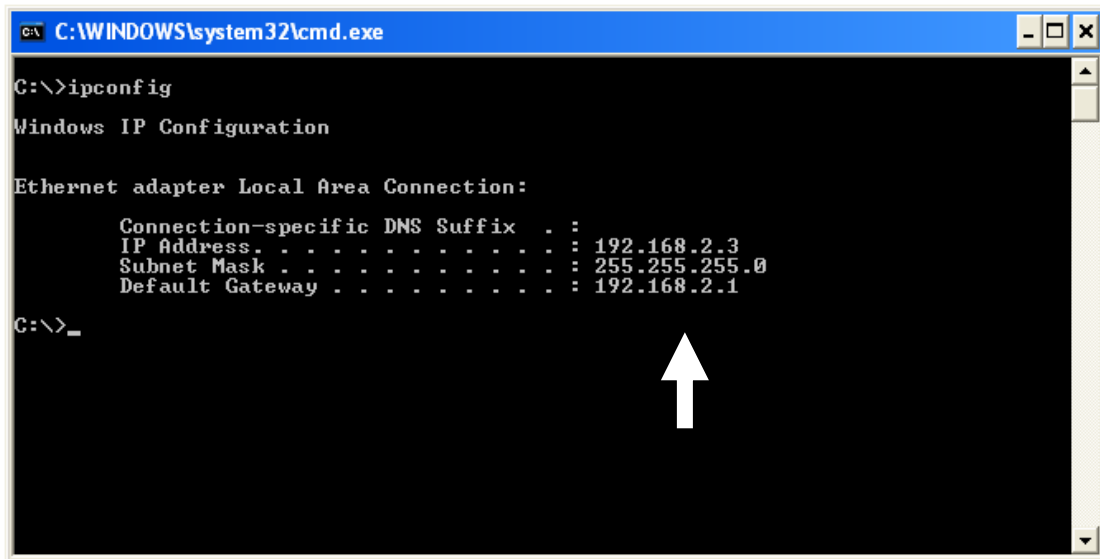 C:\WINDOWS\system32\cmd.exe
C:\>ipconfig
Windows IP Configuration
Ethernet adapter Local Area Connection:
Connection-specific DNS Suffix . :
IP Address. . . . . . . . . . . . : 192.168.2.3
Subnet Mask . . . . . . . . . . . : 255.255.255.0
Default Gateway . . . . . . . . . : 192.168.2.1
C:\>_